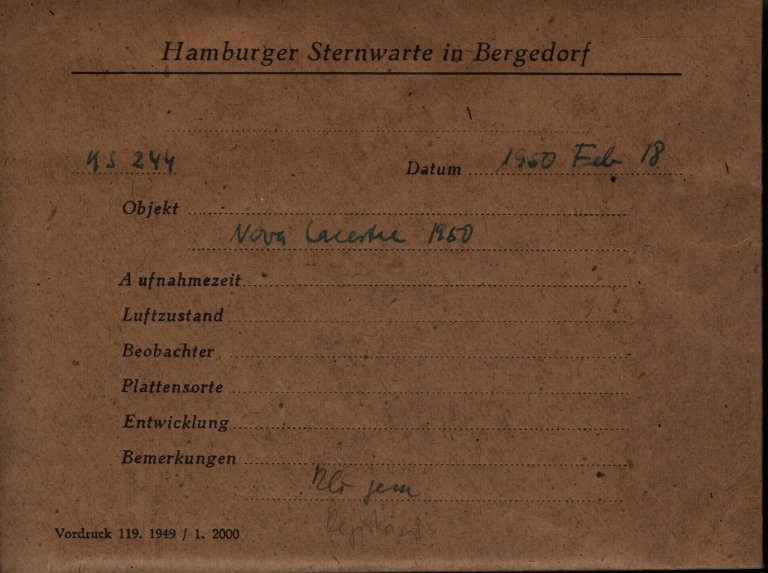 Hamburger Sternwarte in Bergedorf
244 Datum 1950 Feb 18
Objekt
Nova Lacertae 1950
Aufnahmezeit
Luftzustand
Beobachter
Plattensorte
Entwicklung
Bemerkungen
Registriert
Vordruck 119. 1949 / 1. 2000